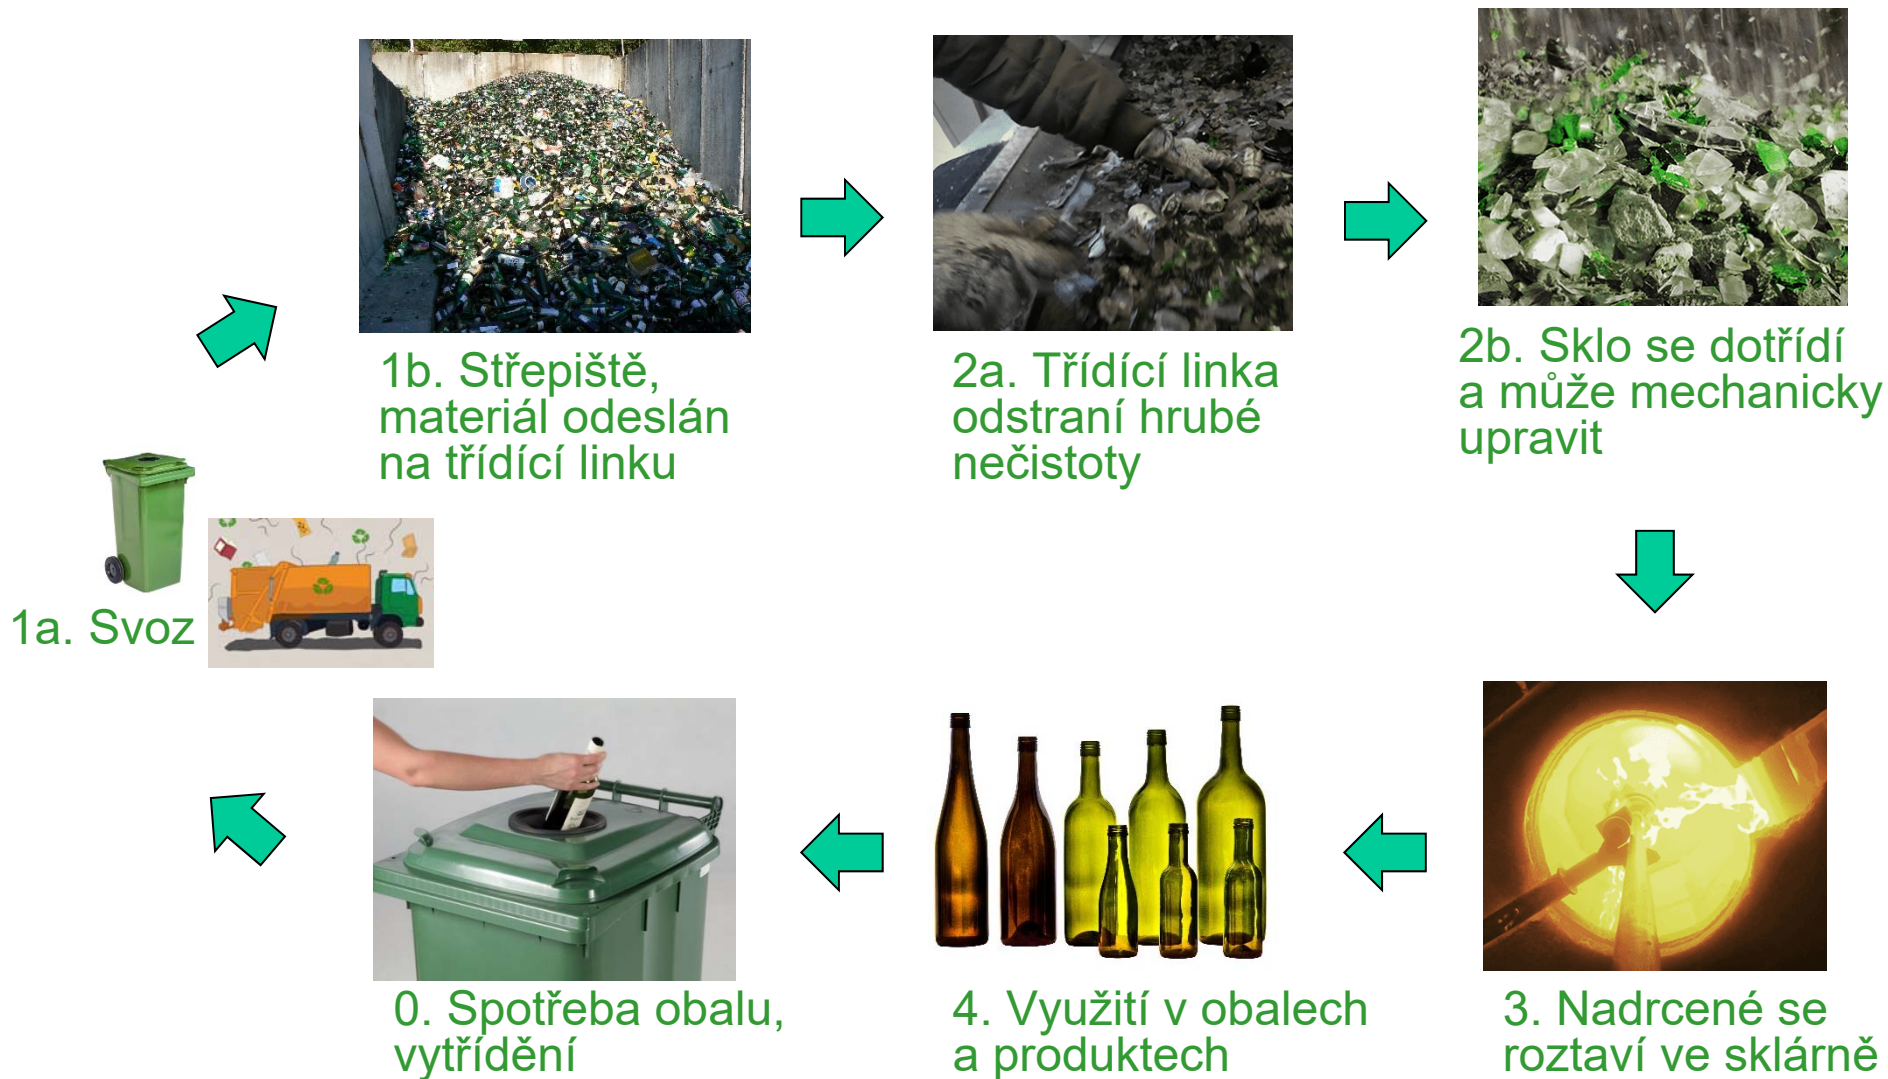 1b. Střepiště,
materiál odeslán
na třídící linku
2a. Třídící linka
odstraní hrubé
nečistoty
2b. Sklo se dotřídí
a může mechanicky
upravit
1a. Svoz
0. Spotřeba obalu,
vytřídění
4. Využití v obalech
a produktech
3. Nadrcené se
roztaví ve sklárně